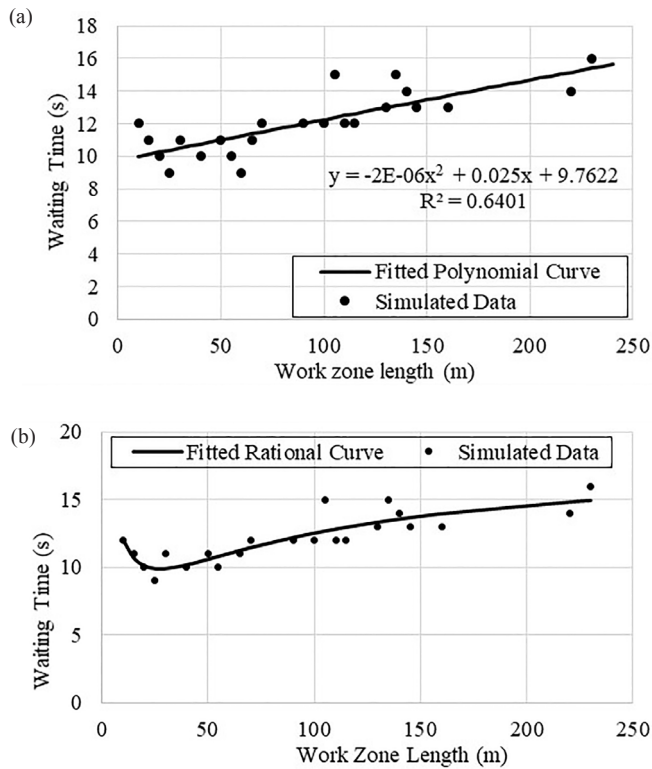 (a)
18
16
14
12
10
8
6
4
2
0
Waiting Time (s)
y = -2E-06x² + 0.025x + 9.7622
R² = 0.6401
Fitted Polynomial Curve
Simulated Data
0 50 100 150 200 250
Work zone length (m)
(b)
20
15
10
5
0
Waiting Time (s)
Fitted Rational Curve Simulated Data
0 50 100 150 200 250
Work Zone Length (m)